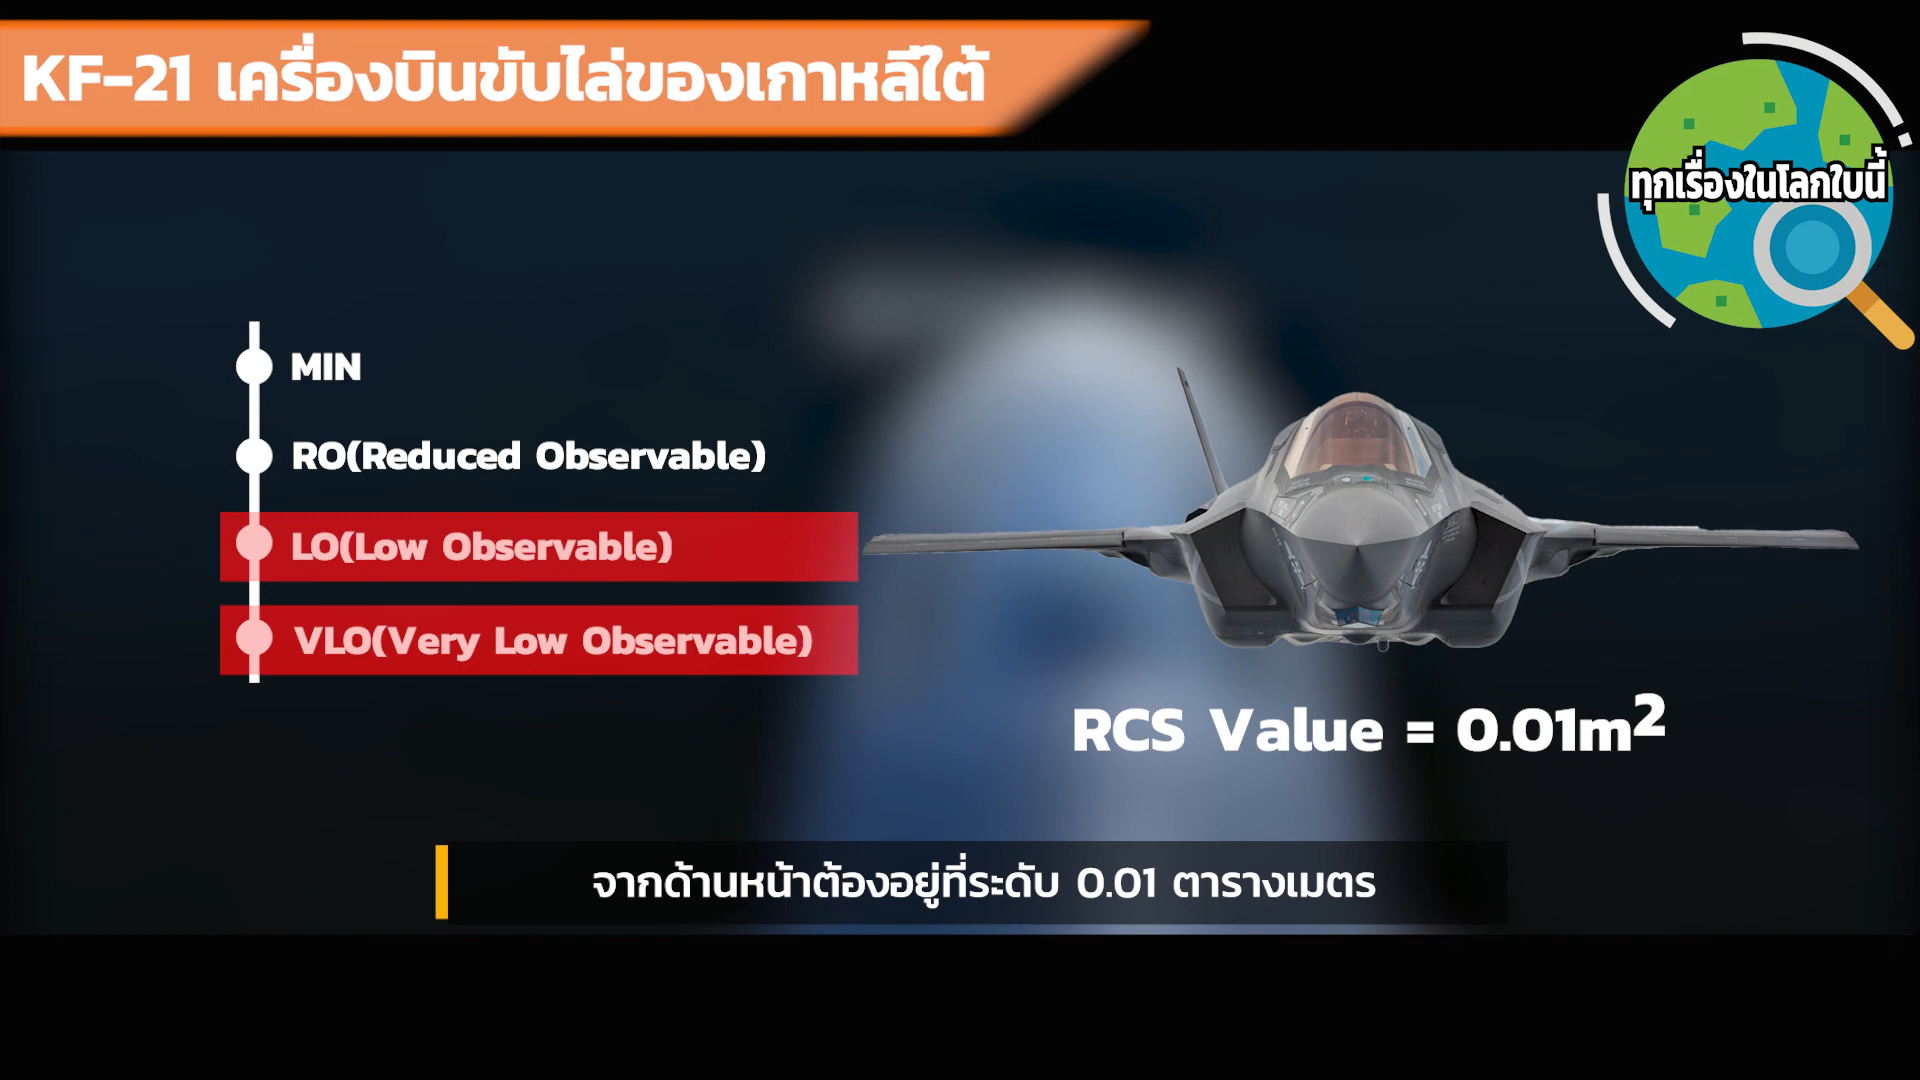 KF-21 เครื่องบินขับไล่ของเกาหลีใต้
ทุกเรื่องในโลกใบนี้
MIN
RO(Reduced Observable)
LO(Low Observable)
VLO(Very Low Observable)
RCS Value = 0.01m²
จากด้านหน้าต้องอยู่ที่ระดับ 0.01 ตารางเมตร